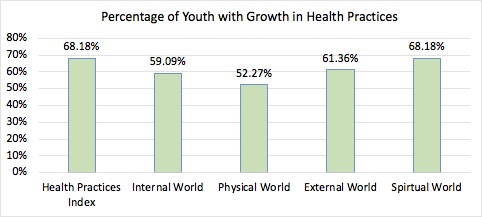 Percentage of Youth with Growth in Health Practices
80%
70%
60%
50%
40%
30%
20%
10%
0%
68.18%
59.09%
52.27%
61.36%
68.18%
Health Practices
Index
Internal World
Physical World
External World
Spirtual World